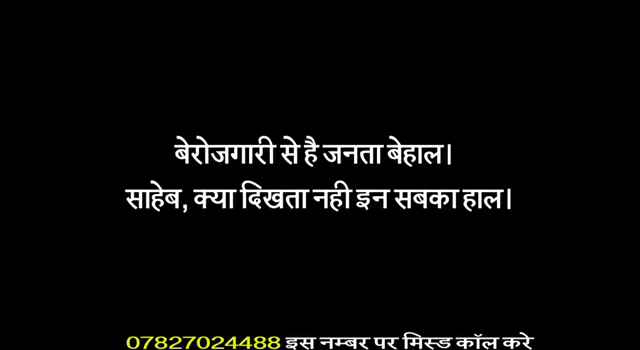 बेरोजगारी से है जनता बेहाल।
साहेब, क्या दिखता नही इन सबका हाल।
07827024488 इस नम्बर पर मिस्ड कॉल करे